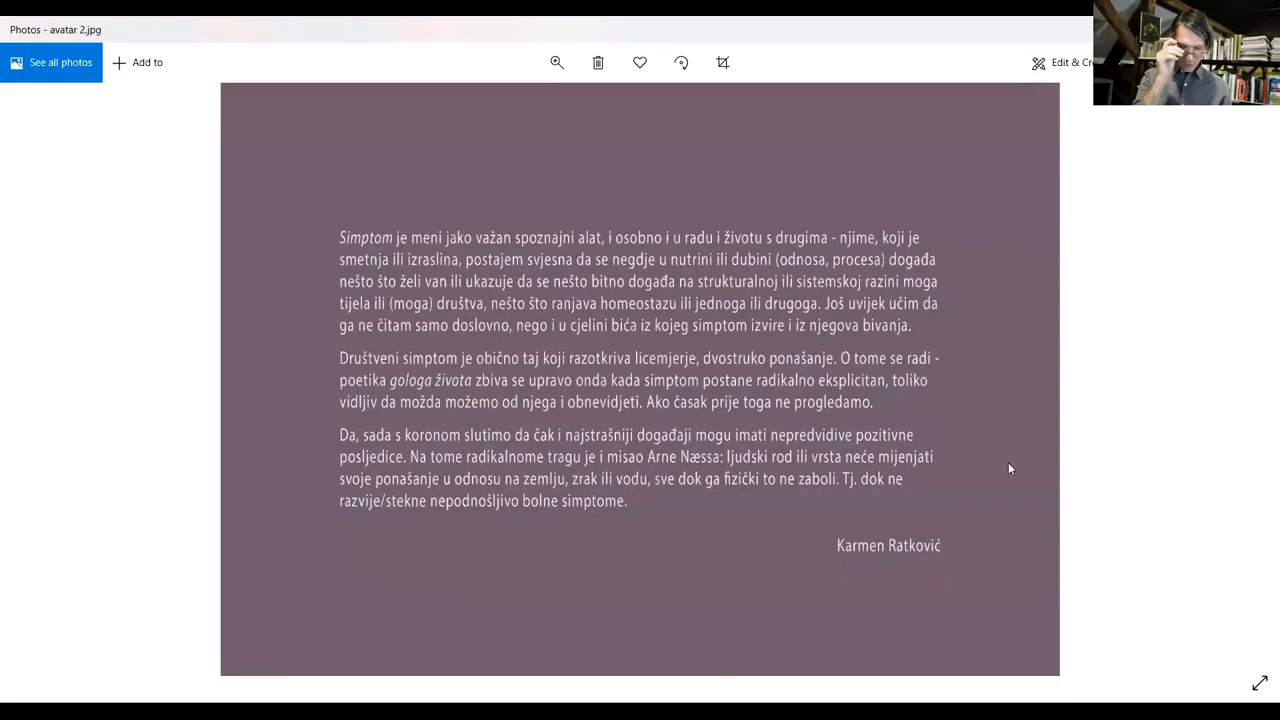 Photos - avatar 2.jpg
See all photos
Add to
Edit & Cr
Simptom je meni jako važan spoznajni alat, i osobno i u radu i životu s drugima - njime, koji je
smetnja ili izraslina, postajem svjesna da se negdje u nutrini ili dubini (odnosa, procesa) događa
nešto što želi van ili ukazuje da se nešto bitno događa na strukturalnoj ili sistemskoj razini moga
tijela ili (moga) društva, nešto što ranjava homeostazu ili jednoga ili drugoga. Još uvijek učim da
ga ne čitam samo doslovno, nego i u cjelini bića iz kojeg simptom izvire i iz njegova bivanja.
Društveni simptom je obično taj koji razotkriva licemjerje, dvostruko ponašanje. O tome se radi -
poetika gologa života zbiva se upravo onda kada simptom postane radikalno eksplicitan, toliko
vidljiv da možda možemo od njega i obnevidjeti. Ako časak prije toga ne progledamo.
Da, sada s koronom slutimo da čak i najstrašniji događaji mogu imati nepredvidive pozitivne
posljedice. Na tome radikalnome tragu je i misao Arne Næssa: ljudski rod ili vrsta neće mijenjati
svoje ponašanje u odnosu na zemlju, zrak ili vodu, sve dok ga fizički to ne zaboli. Tj. dok ne
razvije/stekne nepodnošljivo bolne simptome.
Karmen Ratković